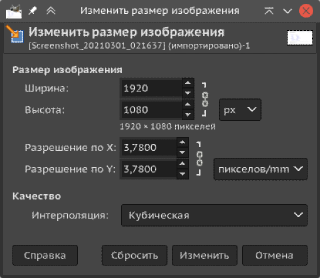 Изменить размер изображения
Изменить размер изображения
[Screenshot_20210301_021637] (импортировано)-1
Размер изображения
Ширина: 1920
Высота: 1080 px
1920 × 1080 пикселей
Разрешение по X: 3,7800
Разрешение по Y: 3,7800 пикселов/mm
Качество
Интерполяция: Кубическая
Справка Сбросить Изменить Отмена